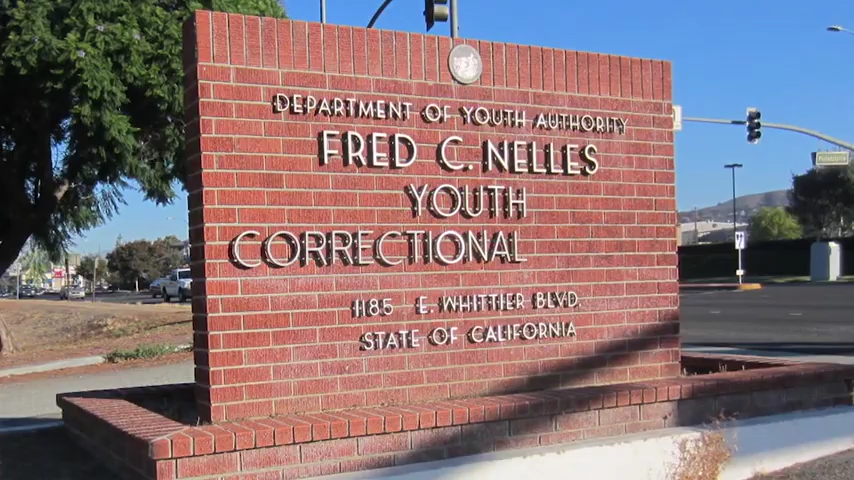 DEPARTMENT OF YOUTH AUTHORITY
FRED C. NELLES
YOUTH
CORRECTIONAL
1185 E. WHITTIER BLVD.
STATE OF CALIFORNIA